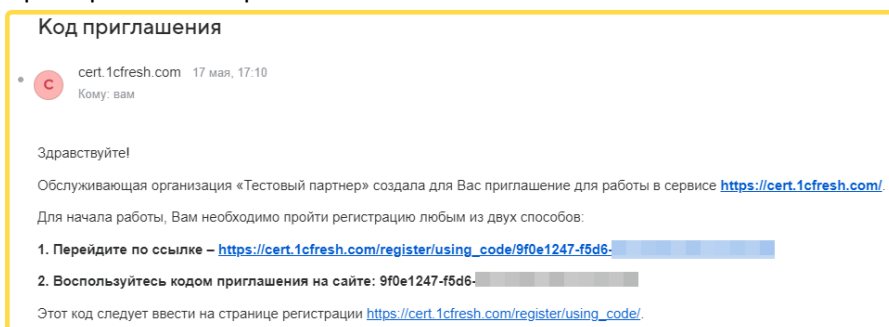 Код приглашения
С
cert.1cfresh.com 17 мая, 17:10
Кому: вам
Здравствуйте!
Обслуживающая организация «Тестовый партнер» создала для Вас приглашение для работы в сервисе https://cert.1cfresh.com/.
Для начала работы, Вам необходимо пройти регистрацию любым из двух способов:
1. Перейдите по ссылке – https://cert.1cfresh.com/register/using_code/9f0e1247-f5d6-
2. Воспользуйтесь кодом приглашения на сайте: 9f0e1247-f5d6-
Этот код следует ввести на странице регистрации https://cert.1cfresh.com/register/using_code/.